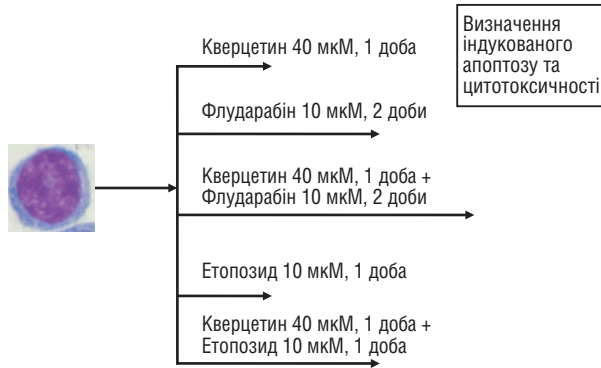 Кверцетин 40 мкМ, 1 доба
Флударабін 10 мкМ, 2 доби
Кверцетин 40 мкМ, 1 доба +
Флударабін 10 мкМ, 2 доби
Етопозид 10 мкМ, 1 доба
Кверцетин 40 мкМ, 1 доба +
Етопозид 10 мкМ, 1 доба
Визначення
індукованого
апоптозу та
цитотоксичності